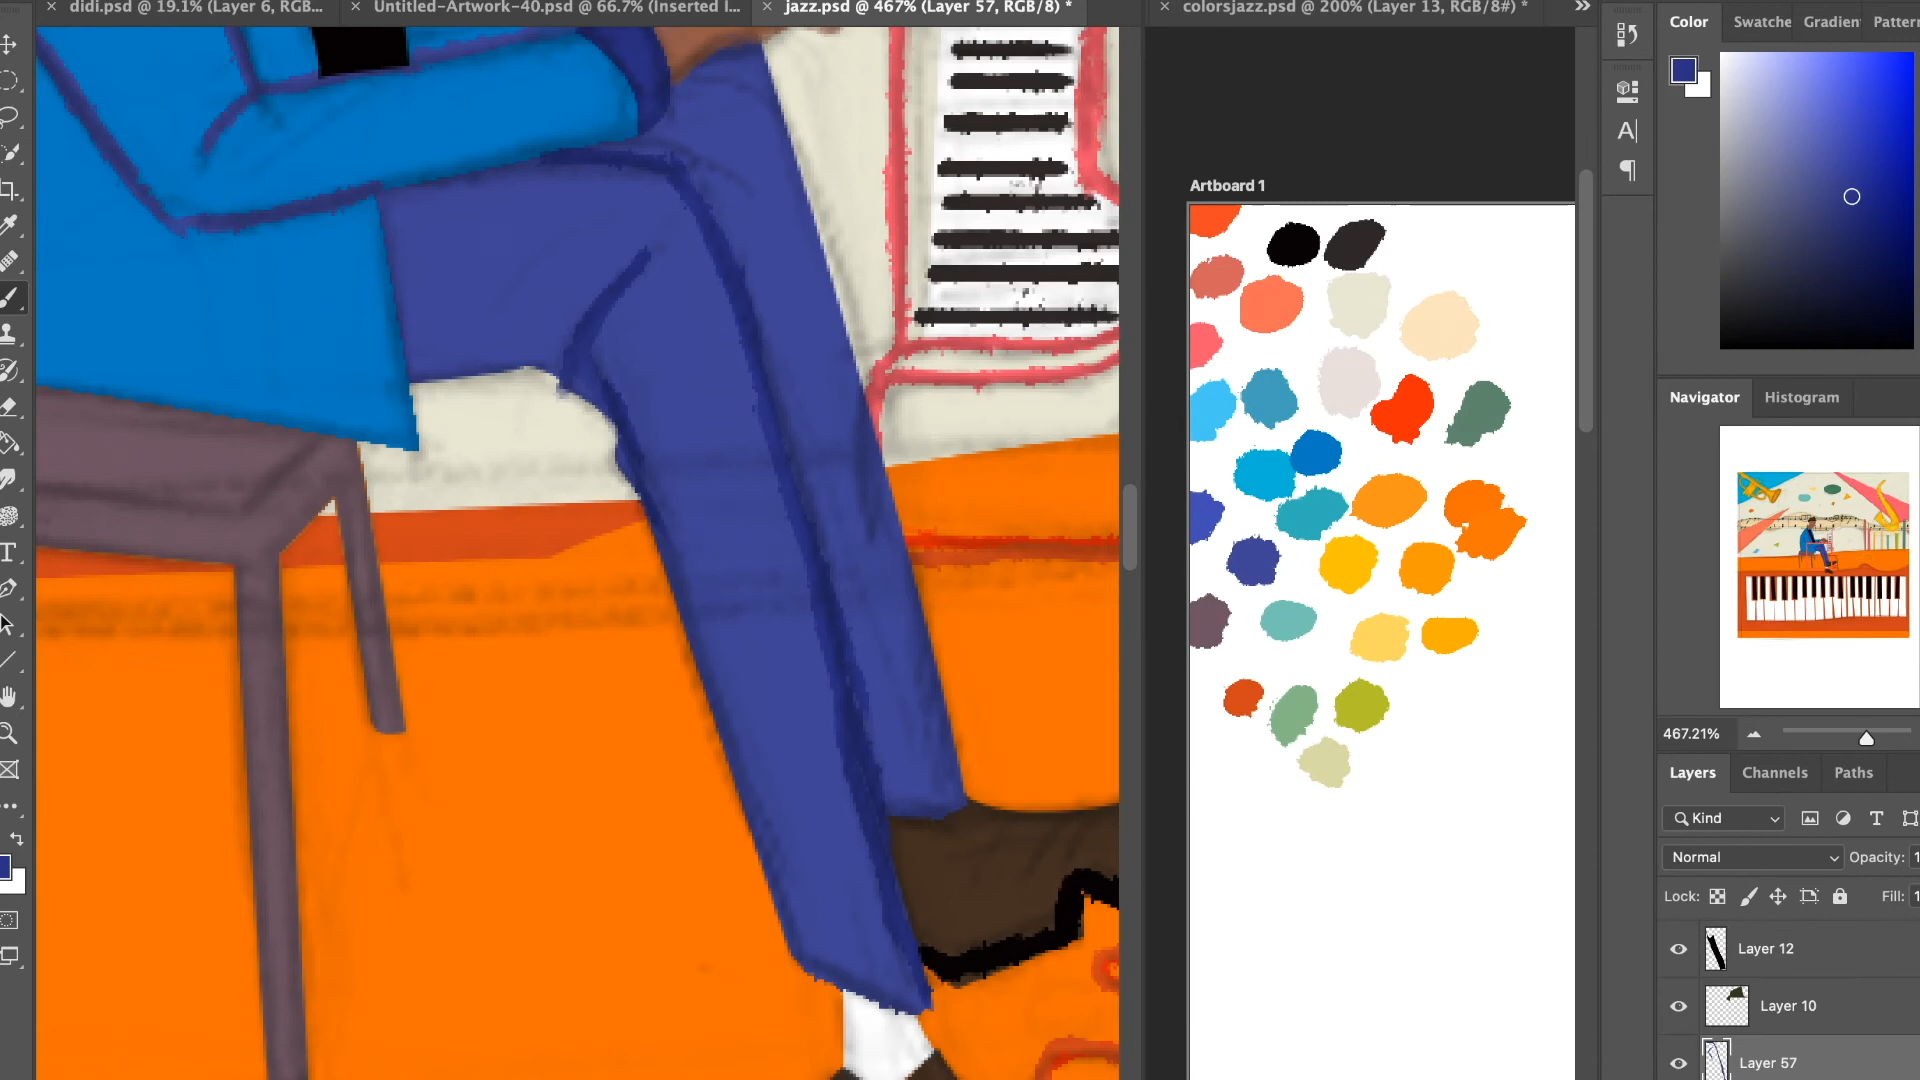 didi.psd @ 19.1% (Layer 6, RGB...
Untitled-Artwork-40.psd @ 66.7% (Inserted I...
jazz.psd @ 467% (Layer 57, RGB/8) *
colorsjazz.psd @ 200% (Layer 13, RGB/8#) *
Color
Swatche
Gradien
Pattern
Artboard 1
Navigator
Histogram
467.21%
Layers
Channels
Paths
Kind
Normal
Opacity: 1
Lock:
Fill: 1
Layer 12
Layer 10
Layer 57